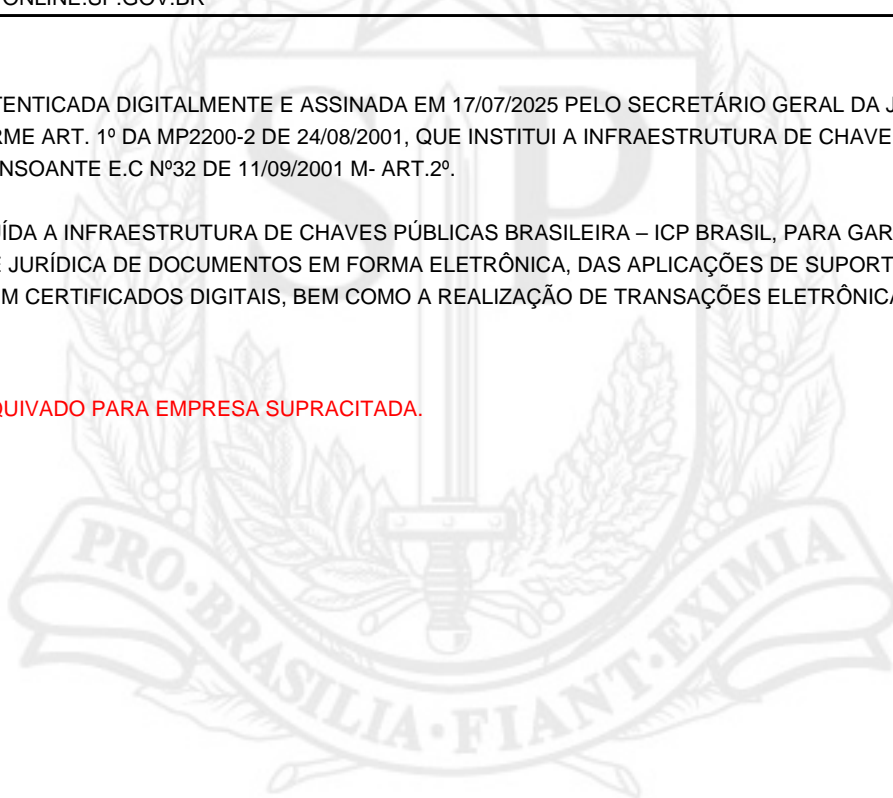 ONLINE.SP.GOV.BR
TENTICADA DIGITALMENTE E ASSINADA EM 17/07/2025 PELO SECRETÁRIO GERAL DA J
RME ART. 1º DA MP2200-2 DE 24/08/2001, QUE INSTITUI A INFRAESTRUTURA DE CHAVE
NSOANTE E.C Nº32 DE 11/09/2001 M- ART.2º.
UÍDA A INFRAESTRUTURA DE CHAVES PÚBLICAS BRASILEIRA – ICP BRASIL, PARA GAR
E JURÍDICA DE DOCUMENTOS EM FORMA ELETRÔNICA, DAS APLICAÇÕES DE SUPORT
M CERTIFICADOS DIGITAIS, BEM COMO A REALIZAÇÃO DE TRANSAÇÕES ELETRÔNICA
QUIVADO PARA EMPRESA SUPRACITADA.
SP
PRO·BRASILIA·FIANT·EXIMIA